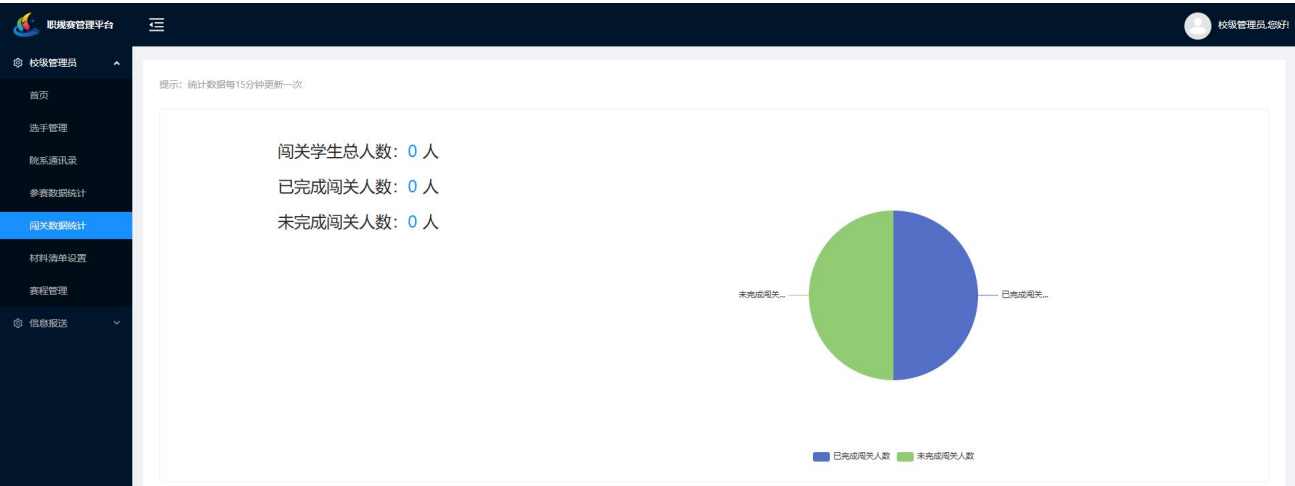 职规赛管理平台
校级管理员,您好!
校级管理员
首页
选手管理
院系通讯录
参赛数据统计
闯关数据统计
材料清单设置
赛程管理
信息报送
提示：统计数据每15分钟更新一次
闯关学生总人数：0 人
已完成闯关人数：0 人
未完成闯关人数：0 人
未完成闯关...
已完成闯关...
已完成闯关人数 未完成闯关人数